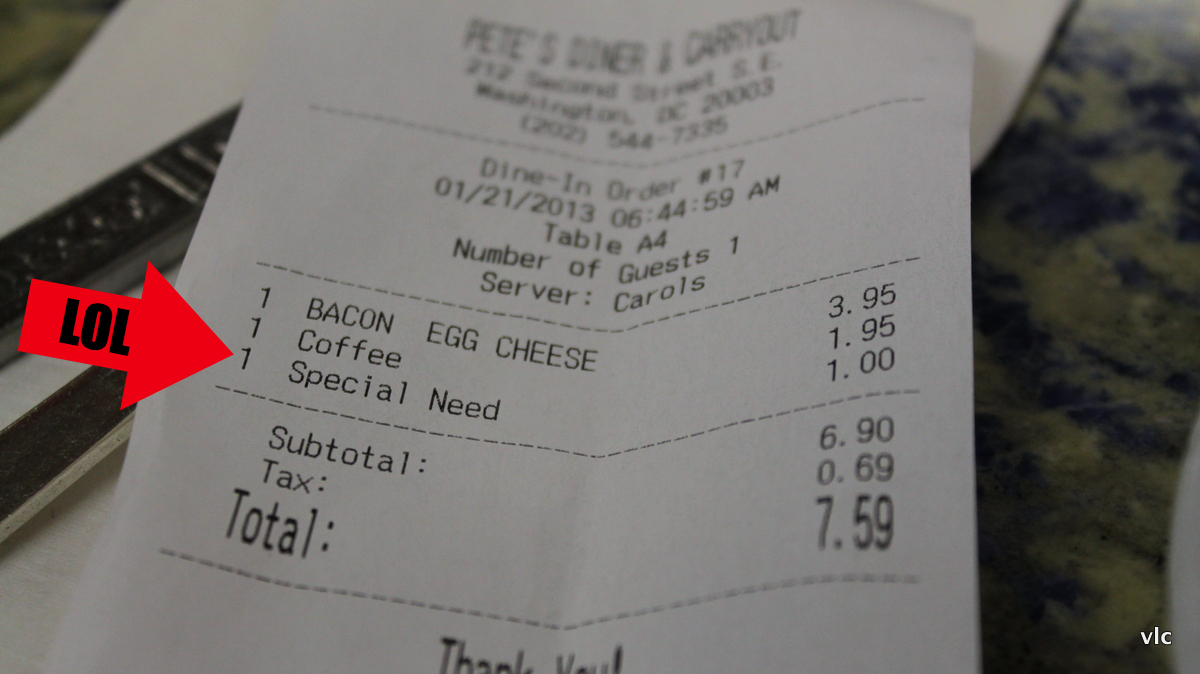 PETE'S DINER & CARRYOUT
212 Second Street S.E.
Washington, DC 20003
(202) 544-7335
Dine-In Order #17
01/21/2013 06:44:59 AM
Table A4
Number of Guests 1
Server: Carols
1 BACON EGG CHEESE 3.95
1 Coffee 1.95
1 Special Need 1.00
LOL
Subtotal: 6.90
Tax: 0.69
Total: 7.59
Thank You!
vlc